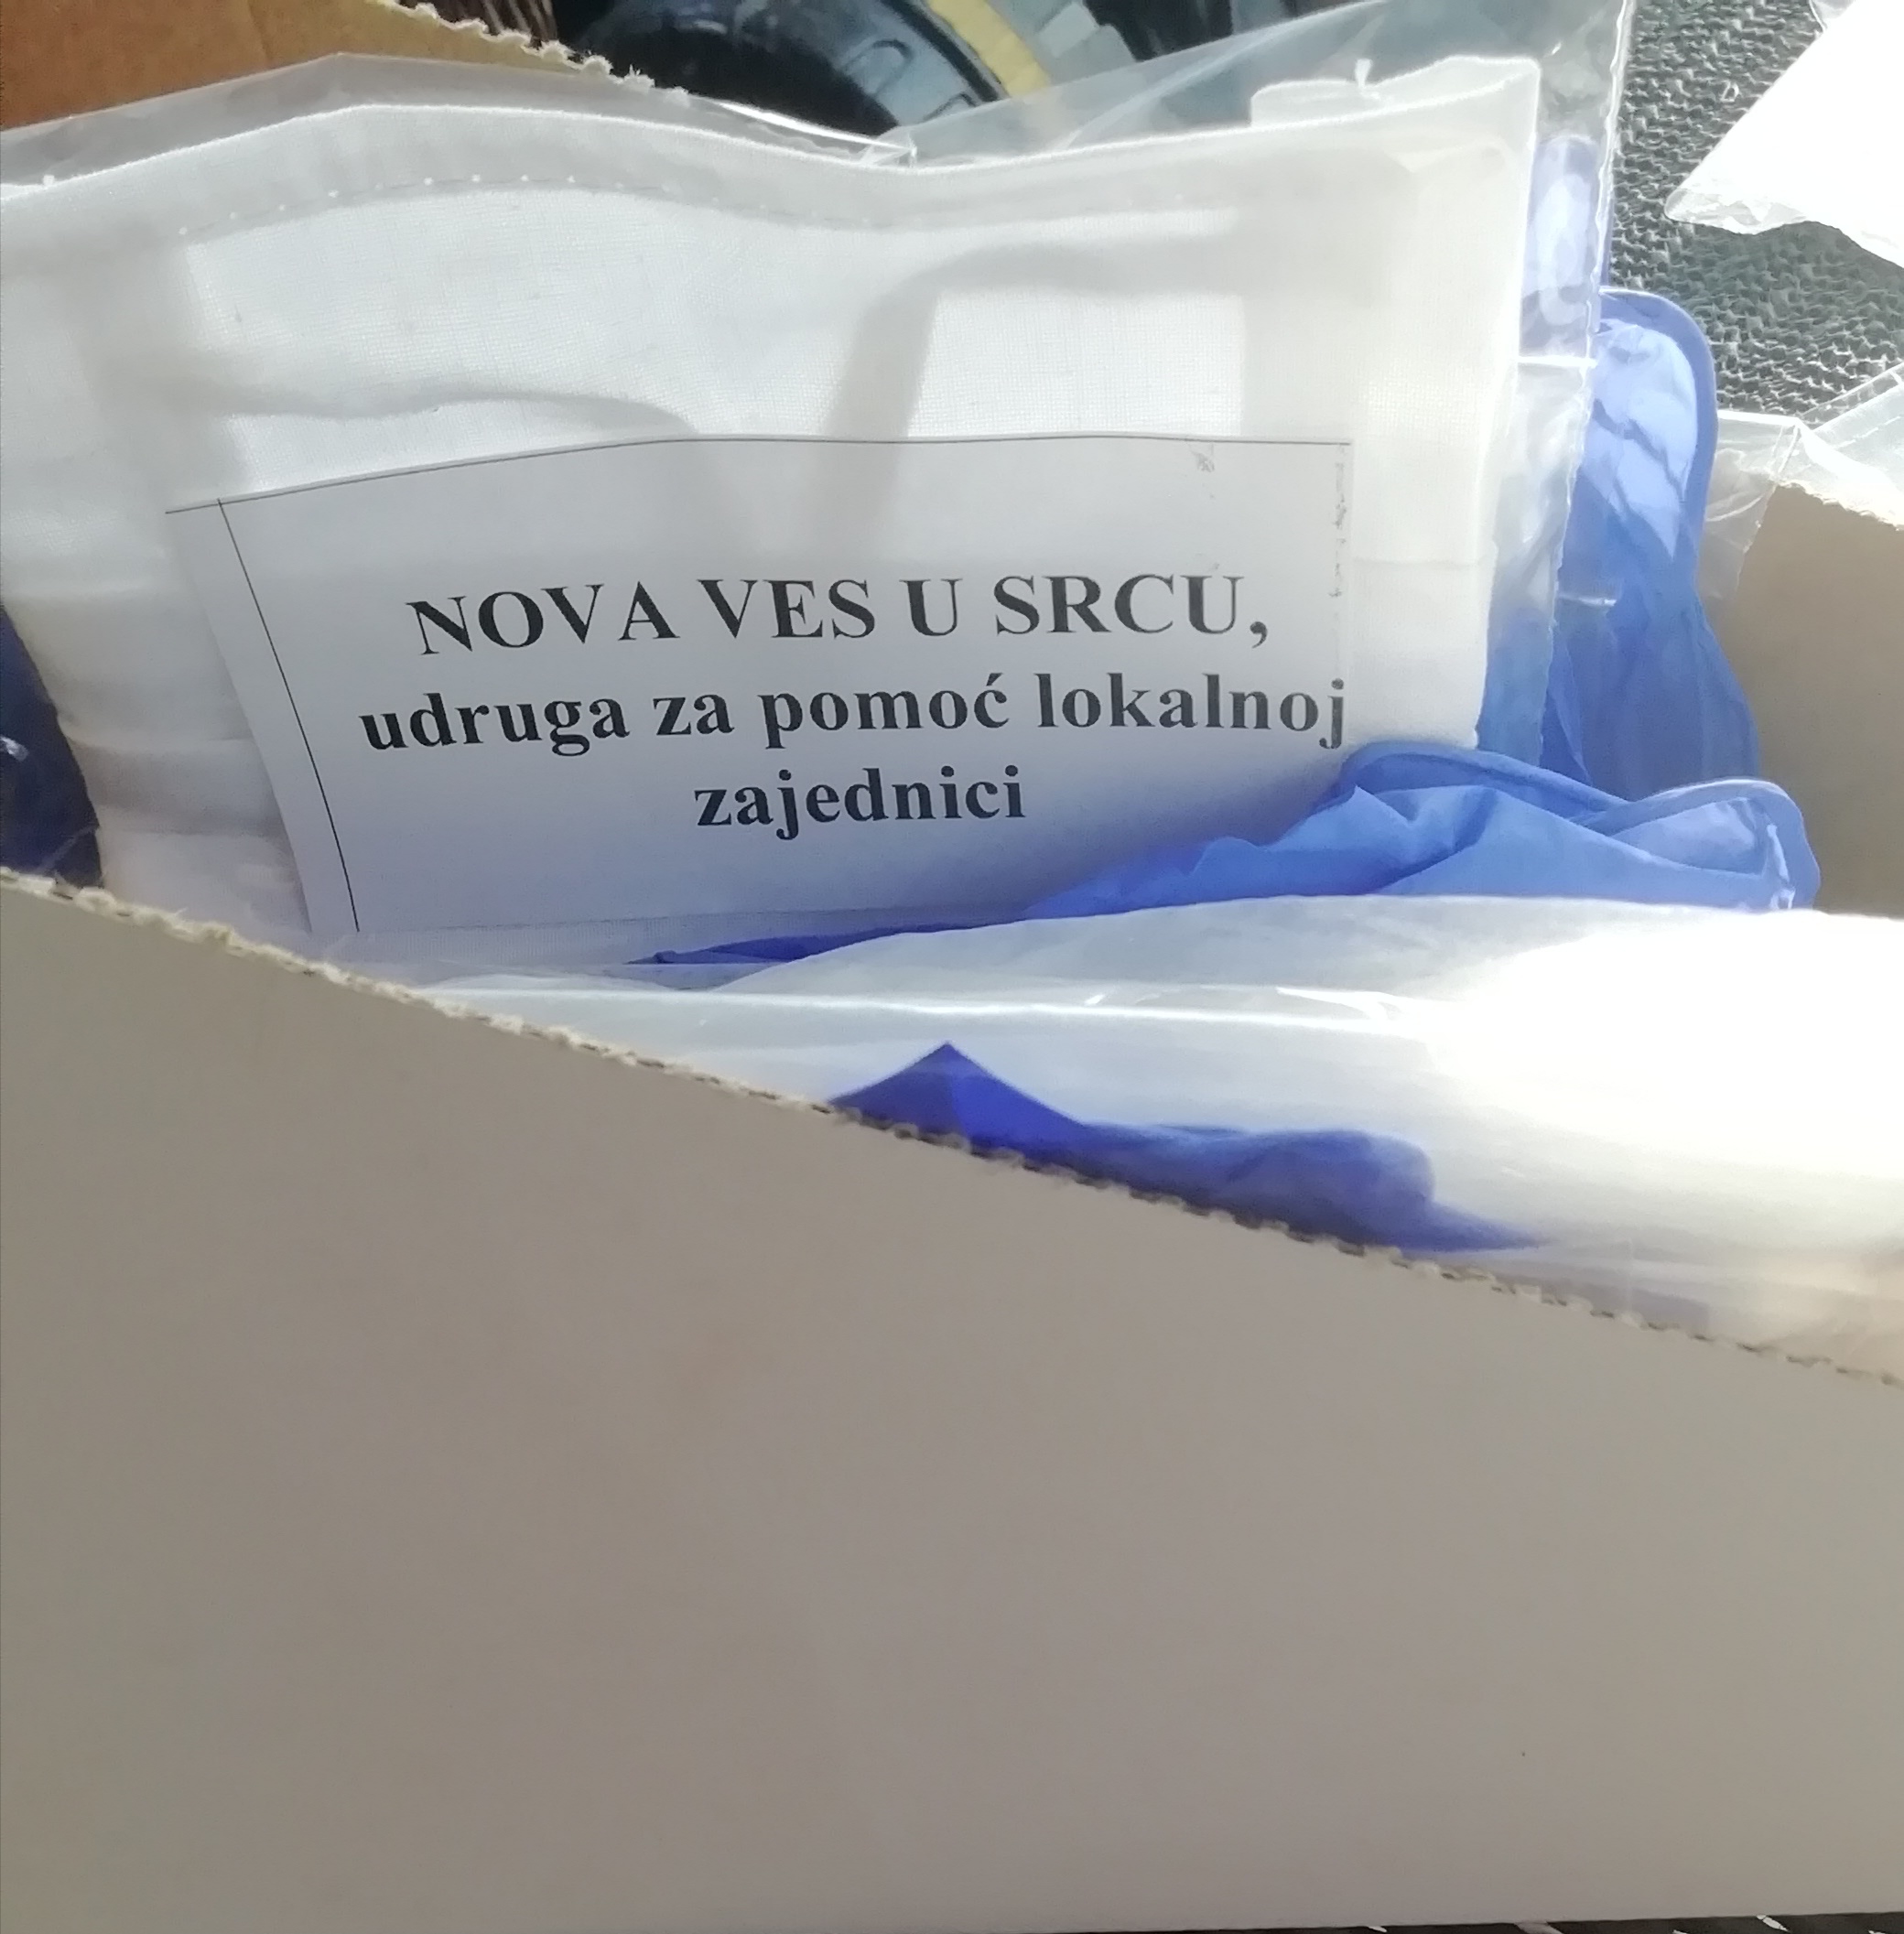 NOVA VES U SRCU,
udruga za pomoć lokalnoj
zajednici